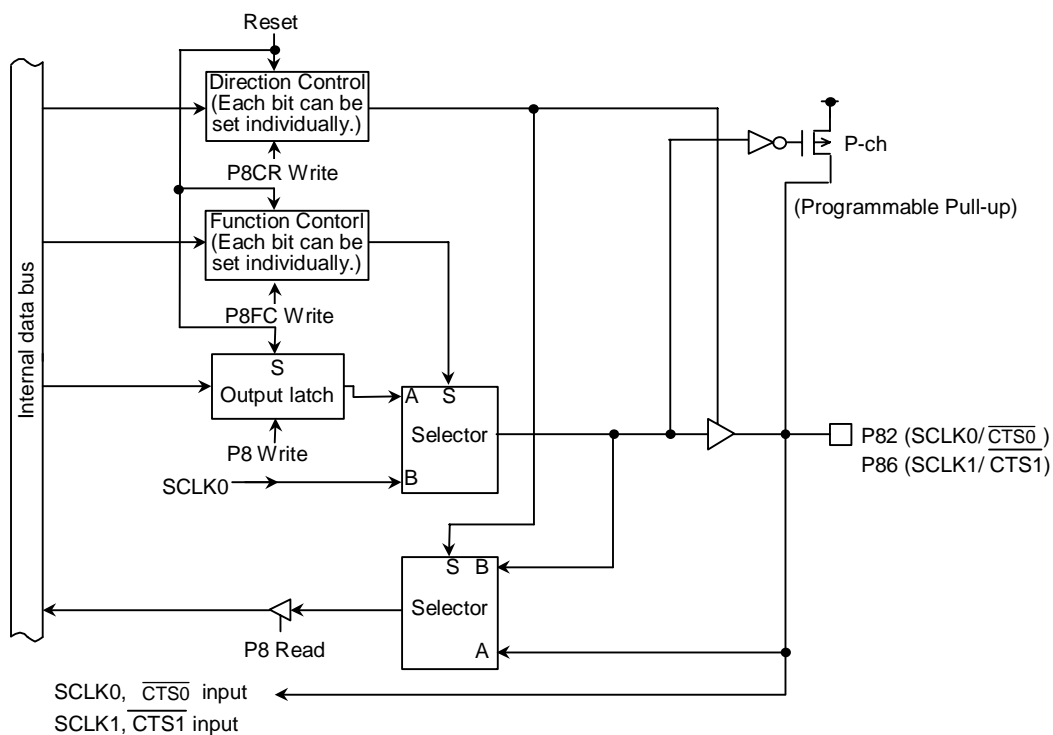 Reset
Direction Control
(Each bit can be
set individually.)
P8CR Write
P-ch
(Programmable Pull-up)
Function Contorl
(Each bit can be
set individually.)
P8FC Write
Internal data bus
S
Output latch
P8 Write
A S
Selector
B
SCLK0
P82 (SCLK0/ CTS0 )
P86 (SCLK1/ CTS1)
S B
Selector
A
P8 Read
SCLK0, CTS0 input
SCLK1, CTS1 input